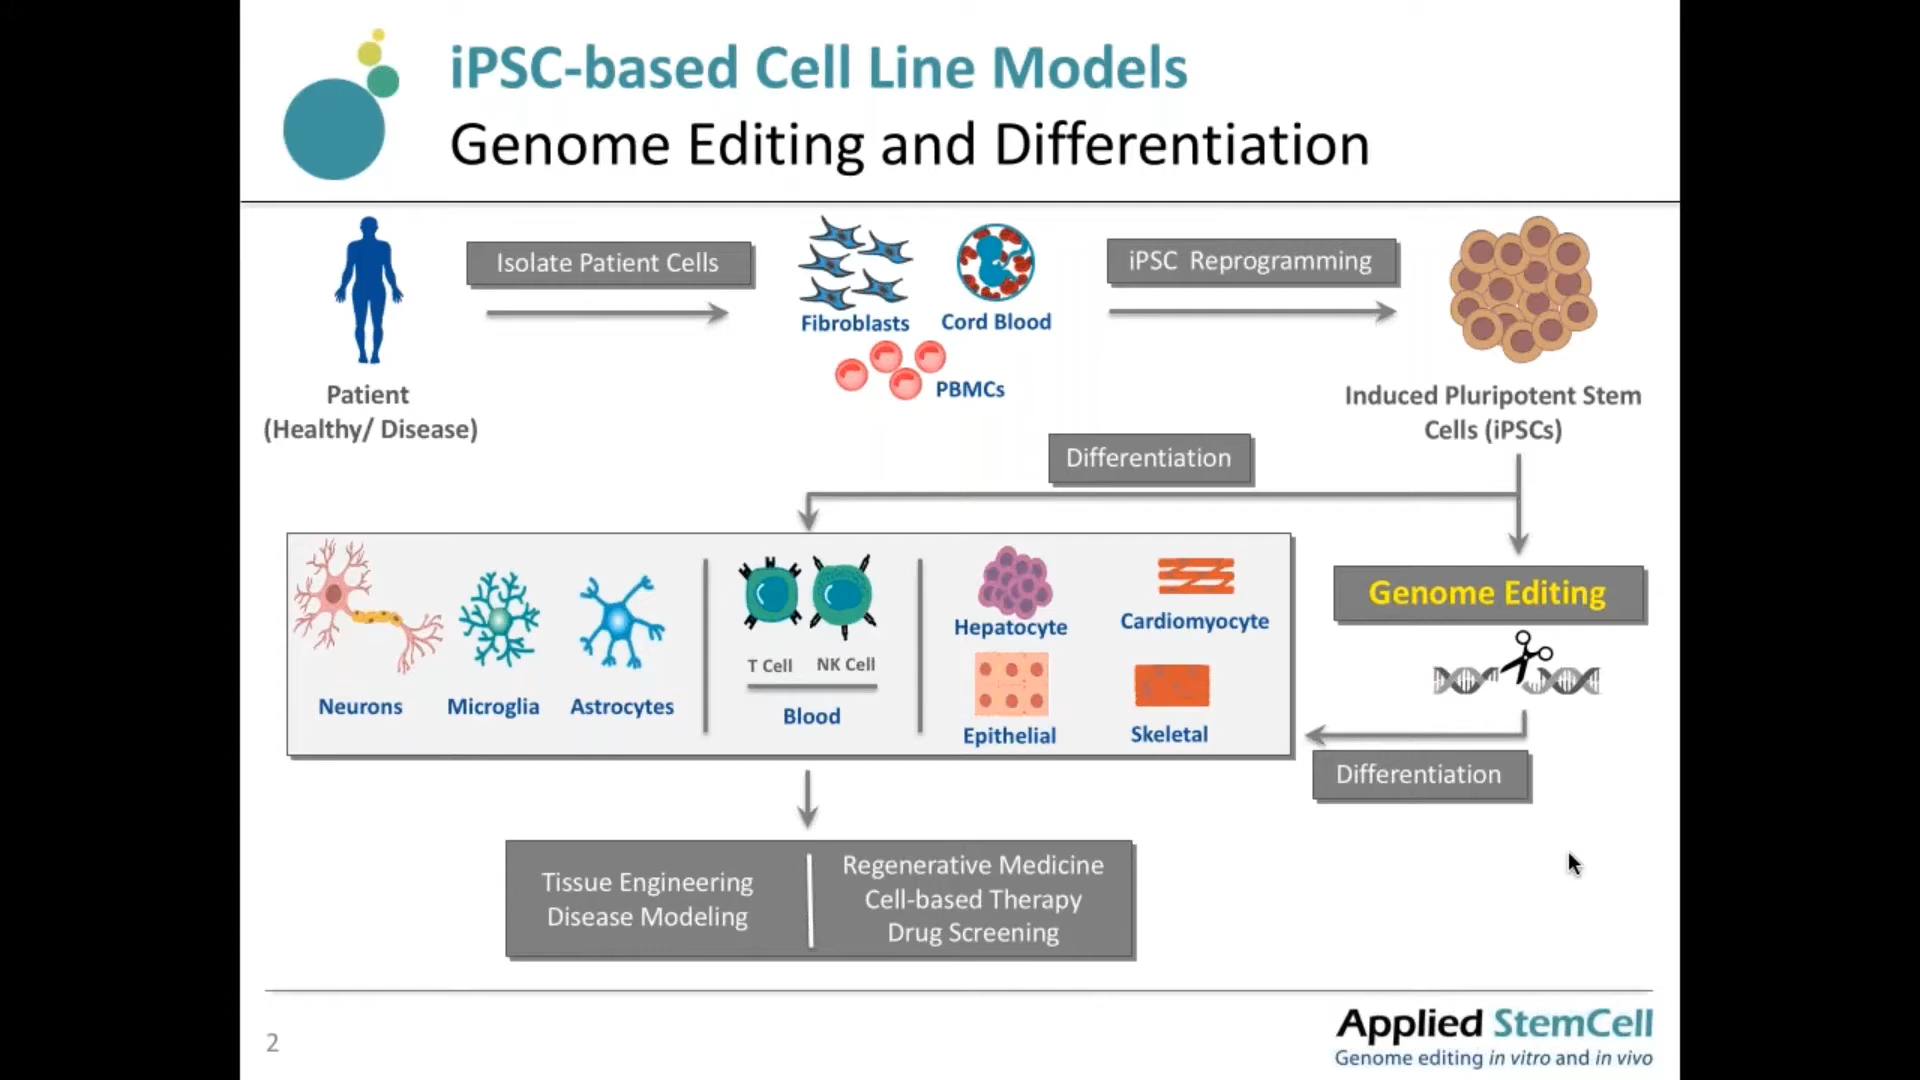 iPSC-based Cell Line Models
Genome Editing and Differentiation
Isolate Patient Cells
iPSC Reprogramming
Fibroblasts
Cord Blood
PBMCs
Patient
(Healthy/ Disease)
Induced Pluripotent Stem
Cells (iPSCs)
Differentiation
Genome Editing
Neurons
Microglia
Astrocytes
T Cell
NK Cell
Blood
Hepatocyte
Cardiomyocyte
Epithelial
Skeletal
Differentiation
Tissue Engineering
Disease Modeling
Regenerative Medicine
Cell-based Therapy
Drug Screening
2
Applied StemCell
Genome editing in vitro and in vivo